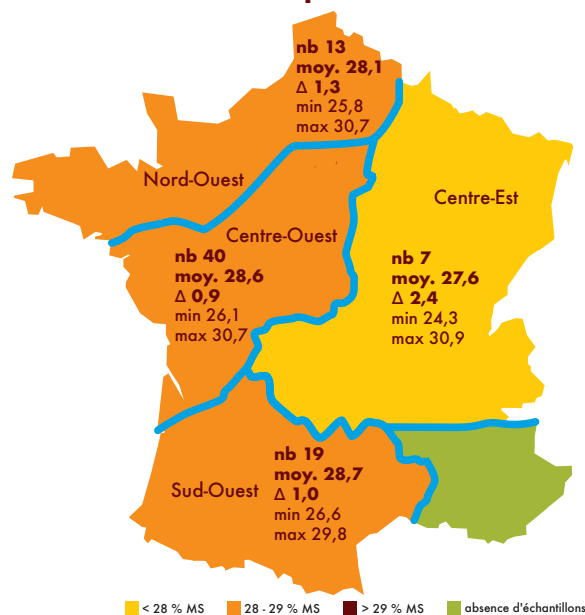 nb 13
moy. 28,1
Δ 1,3
min 25,8
max 30,7
Nord-Ouest
Centre-Est
Centre-Ouest
nb 40
moy. 28,6
Δ 0,9
min 26,1
max 30,7
nb 7
moy. 27,6
Δ 2,4
min 24,3
max 30,9
nb 19
moy. 28,7
Δ 1,0
min 26,6
max 29,8
Sud-Ouest
< 28 % MS
28 - 29 % MS
> 29 % MS
absence d'échantillons